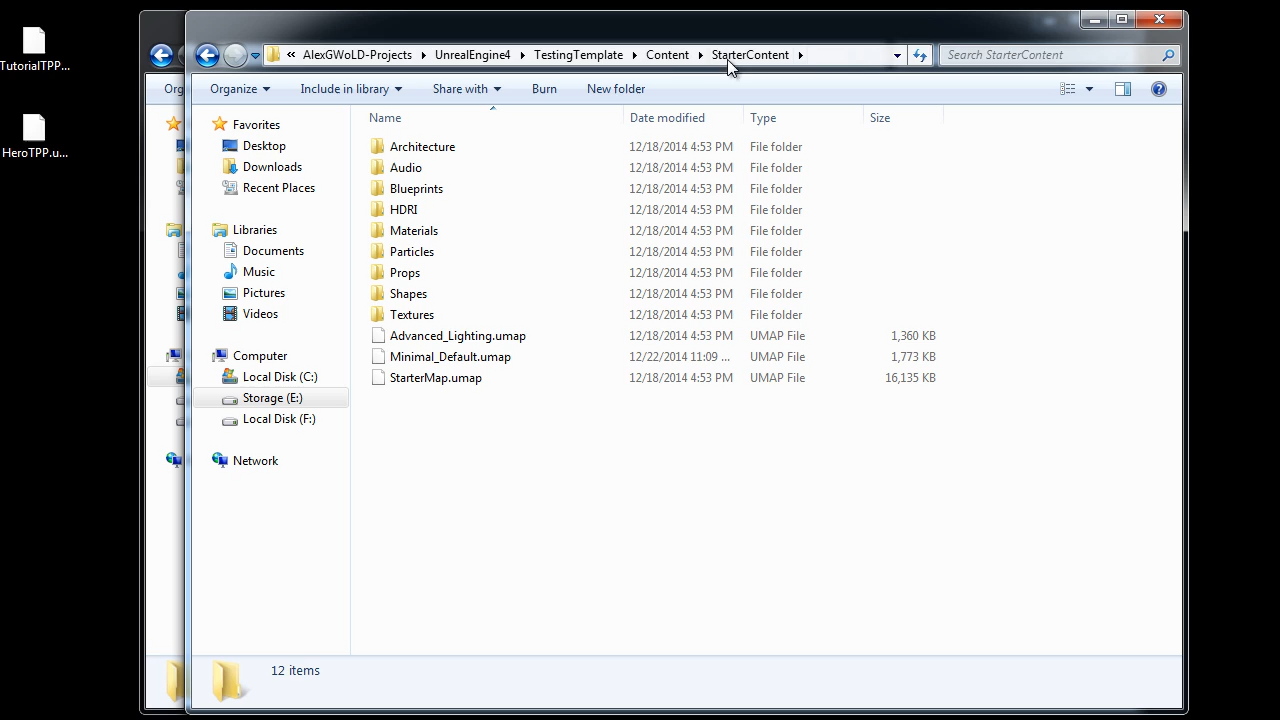 TutorialTPP...
HeroTPP.u...
« AlexGWoLD-Projects UnrealEngine4 TestingTemplate Content StarterContent
Search StarterContent
Org
Organize Include in library Share with Burn New folder
Name Date modified Type Size
Favorites
Desktop
Downloads
Recent Places
Libraries
Documents
Music
Pictures
Videos
Computer
Local Disk (C:)
Storage (E:)
Local Disk (F:)
Network
Architecture 12/18/2014 4:53 PM File folder
Audio 12/18/2014 4:53 PM File folder
Blueprints 12/18/2014 4:53 PM File folder
HDRI 12/18/2014 4:53 PM File folder
Materials 12/18/2014 4:53 PM File folder
Particles 12/18/2014 4:53 PM File folder
Props 12/18/2014 4:53 PM File folder
Shapes 12/18/2014 4:53 PM File folder
Textures 12/18/2014 4:53 PM File folder
Advanced_Lighting.umap 12/18/2014 4:53 PM UMAP File 1,360 KB
Minimal_Default.umap 12/22/2014 11:09 ... UMAP File 1,773 KB
StarterMap.umap 12/18/2014 4:53 PM UMAP File 16,135 KB
12 items